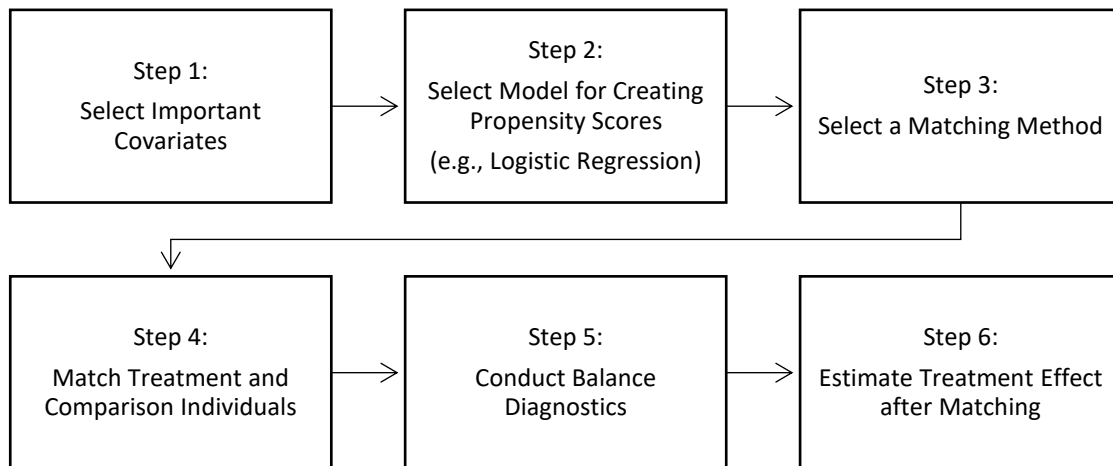 Step 1:
Select Important
Covariates
Step 2:
Select Model for Creating
Propensity Scores
(e.g., Logistic Regression)
Step 3:
Select a Matching Method
Step 4:
Match Treatment and
Comparison Individuals
Step 5:
Conduct Balance
Diagnostics
Step 6:
Estimate Treatment Effect
after Matching